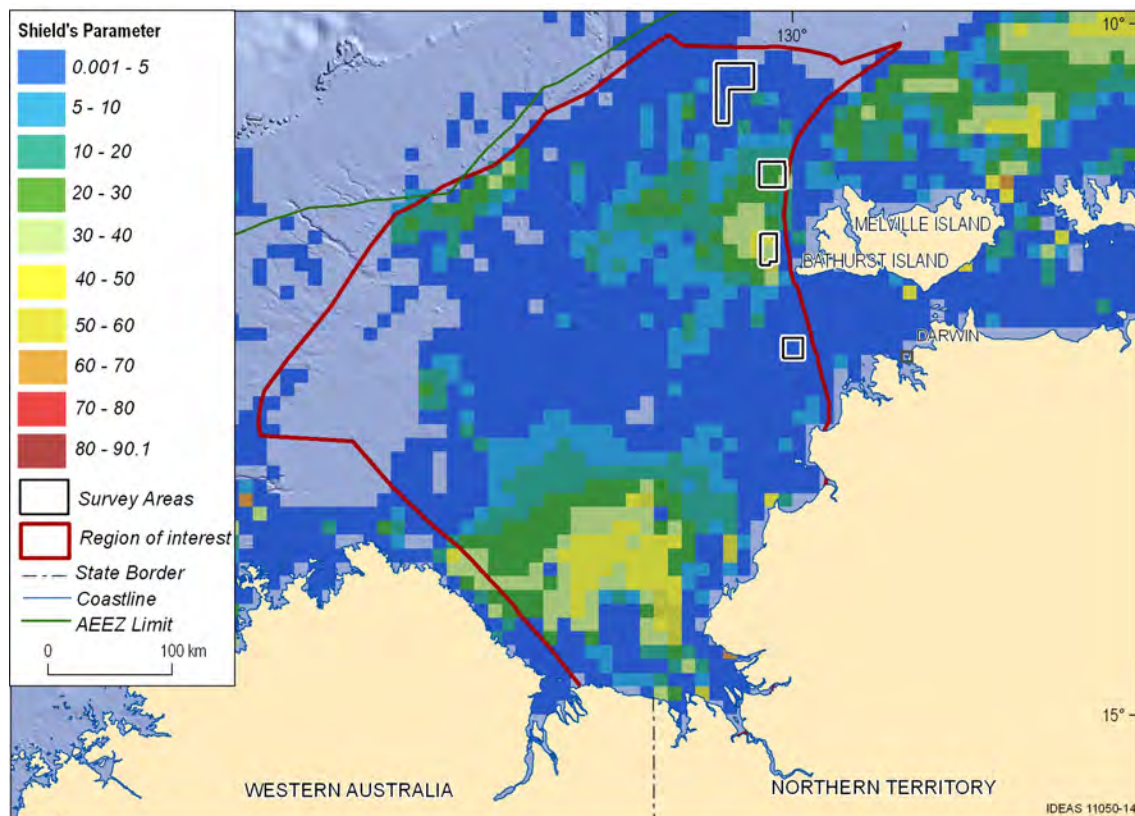 Shield's Parameter
0.001 - 5
5 - 10
10 - 20
20 - 30
30 - 40
40 - 50
50 - 60
60 - 70
70 - 80
80 - 90.1
Survey Areas
Region of interest
State Border
Coastline
AEEZ Limit
0 100 km
130°
10°
MELVILLE ISLAND
BATHURST ISLAND
DARWIN
15°
WESTERN AUSTRALIA
NORTHERN TERRITORY
IDEAS 11050-14